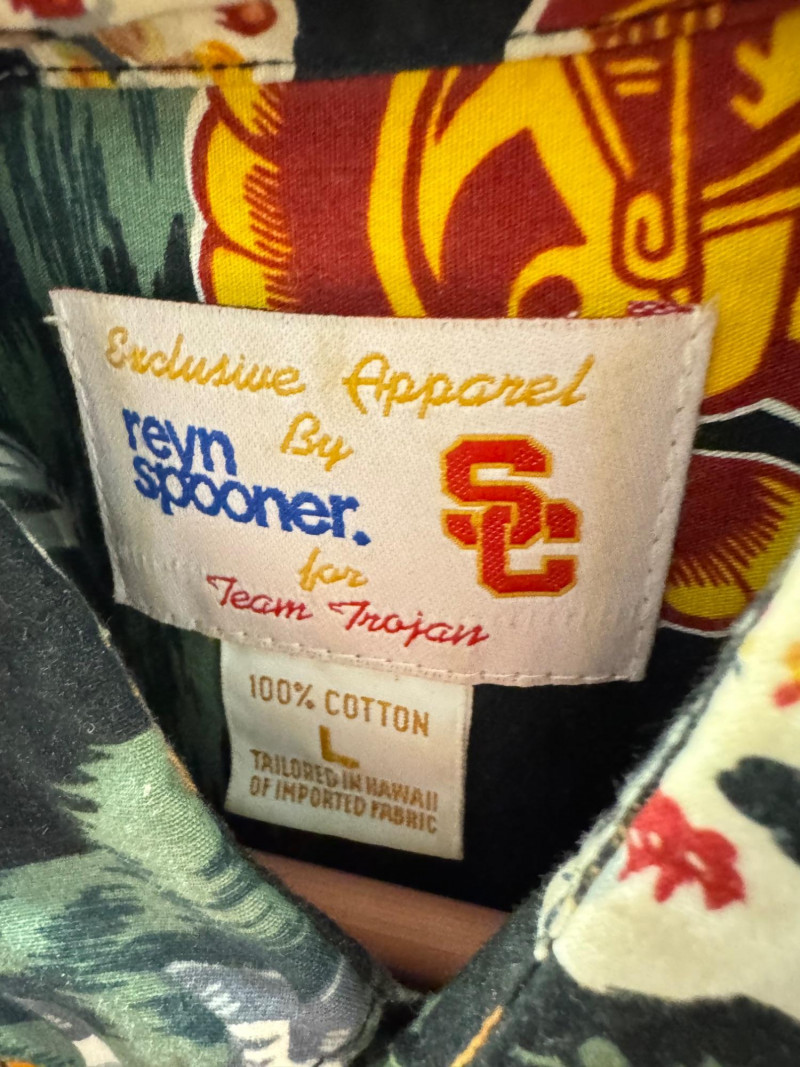 Exclusive Apparel
By
reyn
spooner.
SC
for
Team Trojan
100% COTTON
L
TAILORED IN HAWAII
OF IMPORTED FABRIC